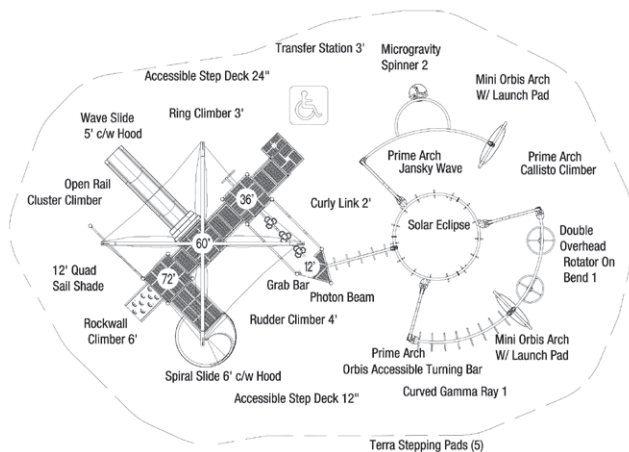 Transfer Station 3'
Microgravity
Spinner 2
Accessible Step Deck 24"
Mini Orbis Arch
W/ Launch Pad
Wave Slide
5' c/w Hood
Ring Climber 3'
Prime Arch
Jansky Wave
Prime Arch
Callisto Climber
Open Rail
Cluster Climber
36'
Curly Link 2'
Solar Eclipse
60'
Double
Overhead
Rotator On
Bend 1
12' Quad
Sail Shade
72'
12'
Grab Bar
Photon Beam
Rockwall
Climber 6'
Rudder Climber 4'
Mini Orbis Arch
W/ Launch Pad
Prime Arch
Orbis Accessible Turning Bar
Spiral Slide 6' c/w Hood
Curved Gamma Ray 1
Accessible Step Deck 12"
Terra Stepping Pads (5)